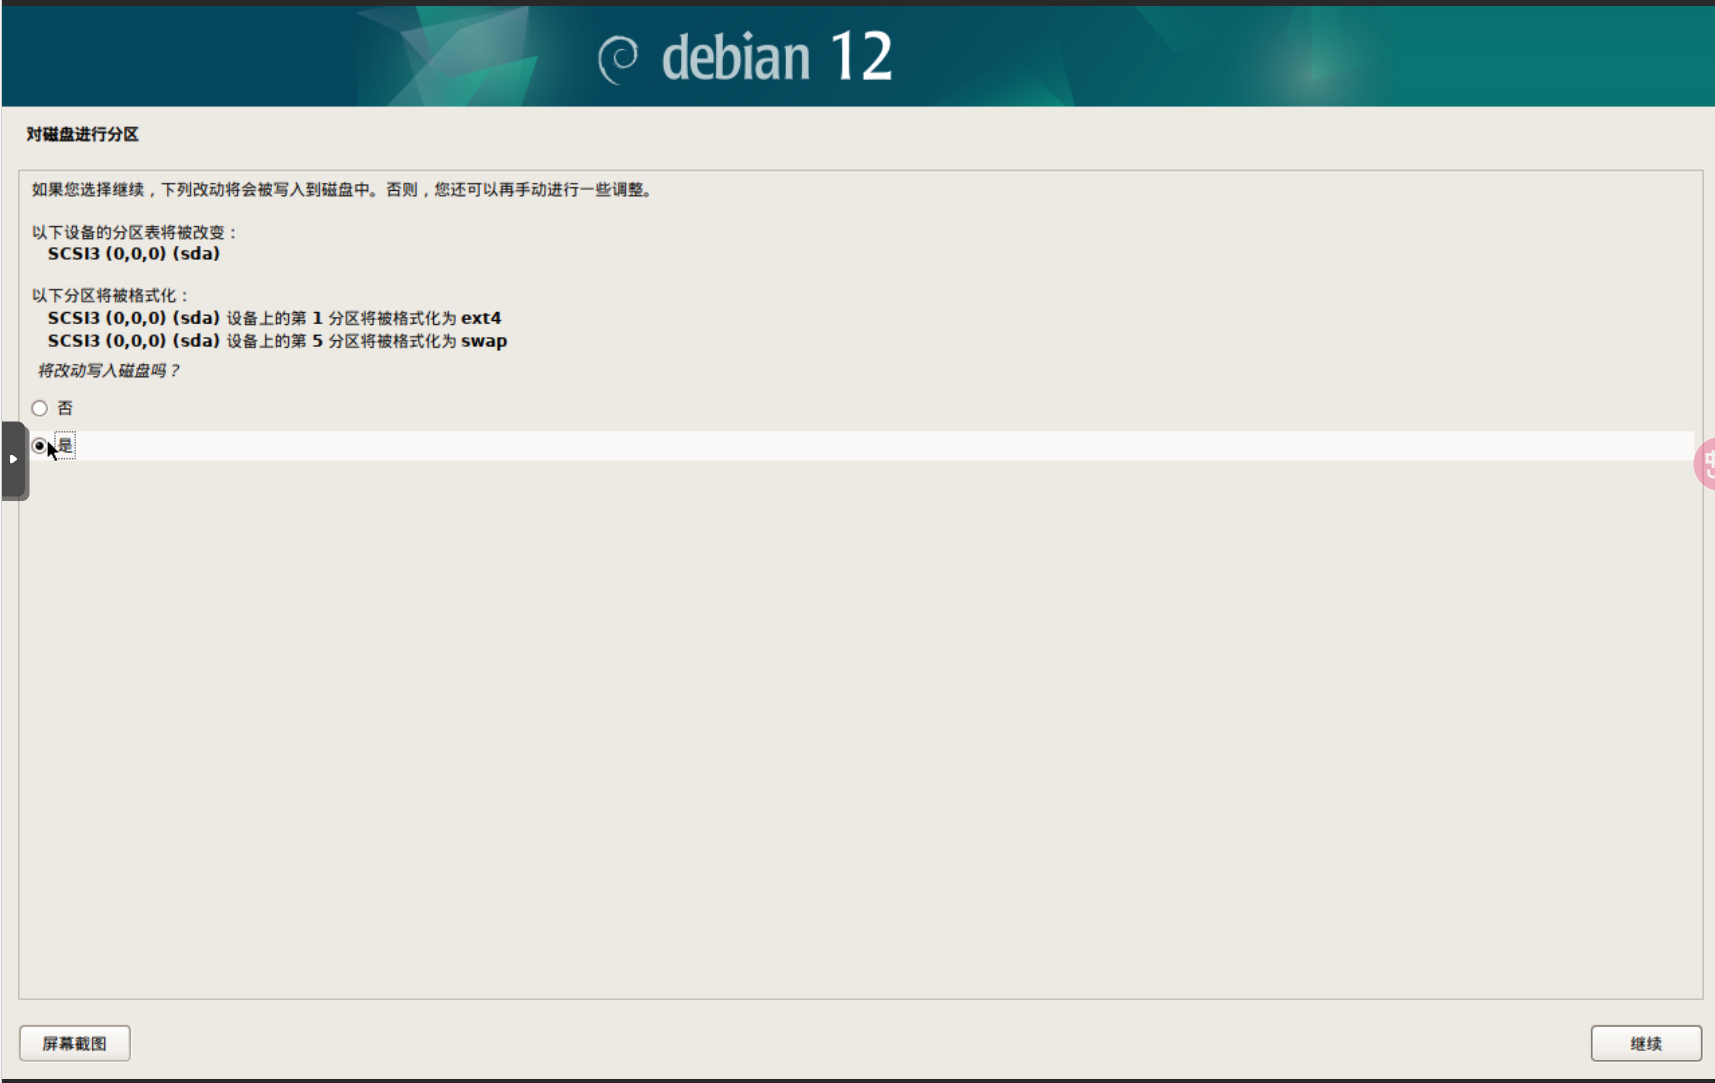 debian 12
对磁盘进行分区
如果您选择继续，下列改动将会被写入到磁盘中。否则，您还可以再手动进行一些调整。
以下设备的分区表将被改变：
SCSI3 (0,0,0) (sda)
以下分区将被格式化：
SCSI3 (0,0,0) (sda) 设备上的第 1 分区将被格式化为 ext4
SCSI3 (0,0,0) (sda) 设备上的第 5 分区将被格式化为 swap
将改动写入磁盘吗？
否
是
屏幕截图
继续